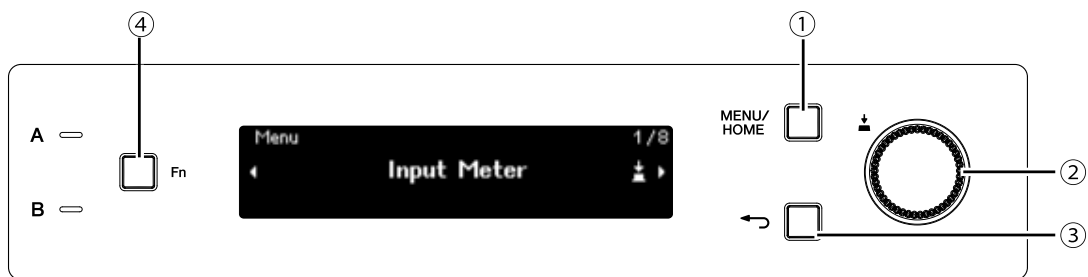 ④
①
A
B
Fn
Menu 1/8
Input Meter
MENU/
HOME
②
③